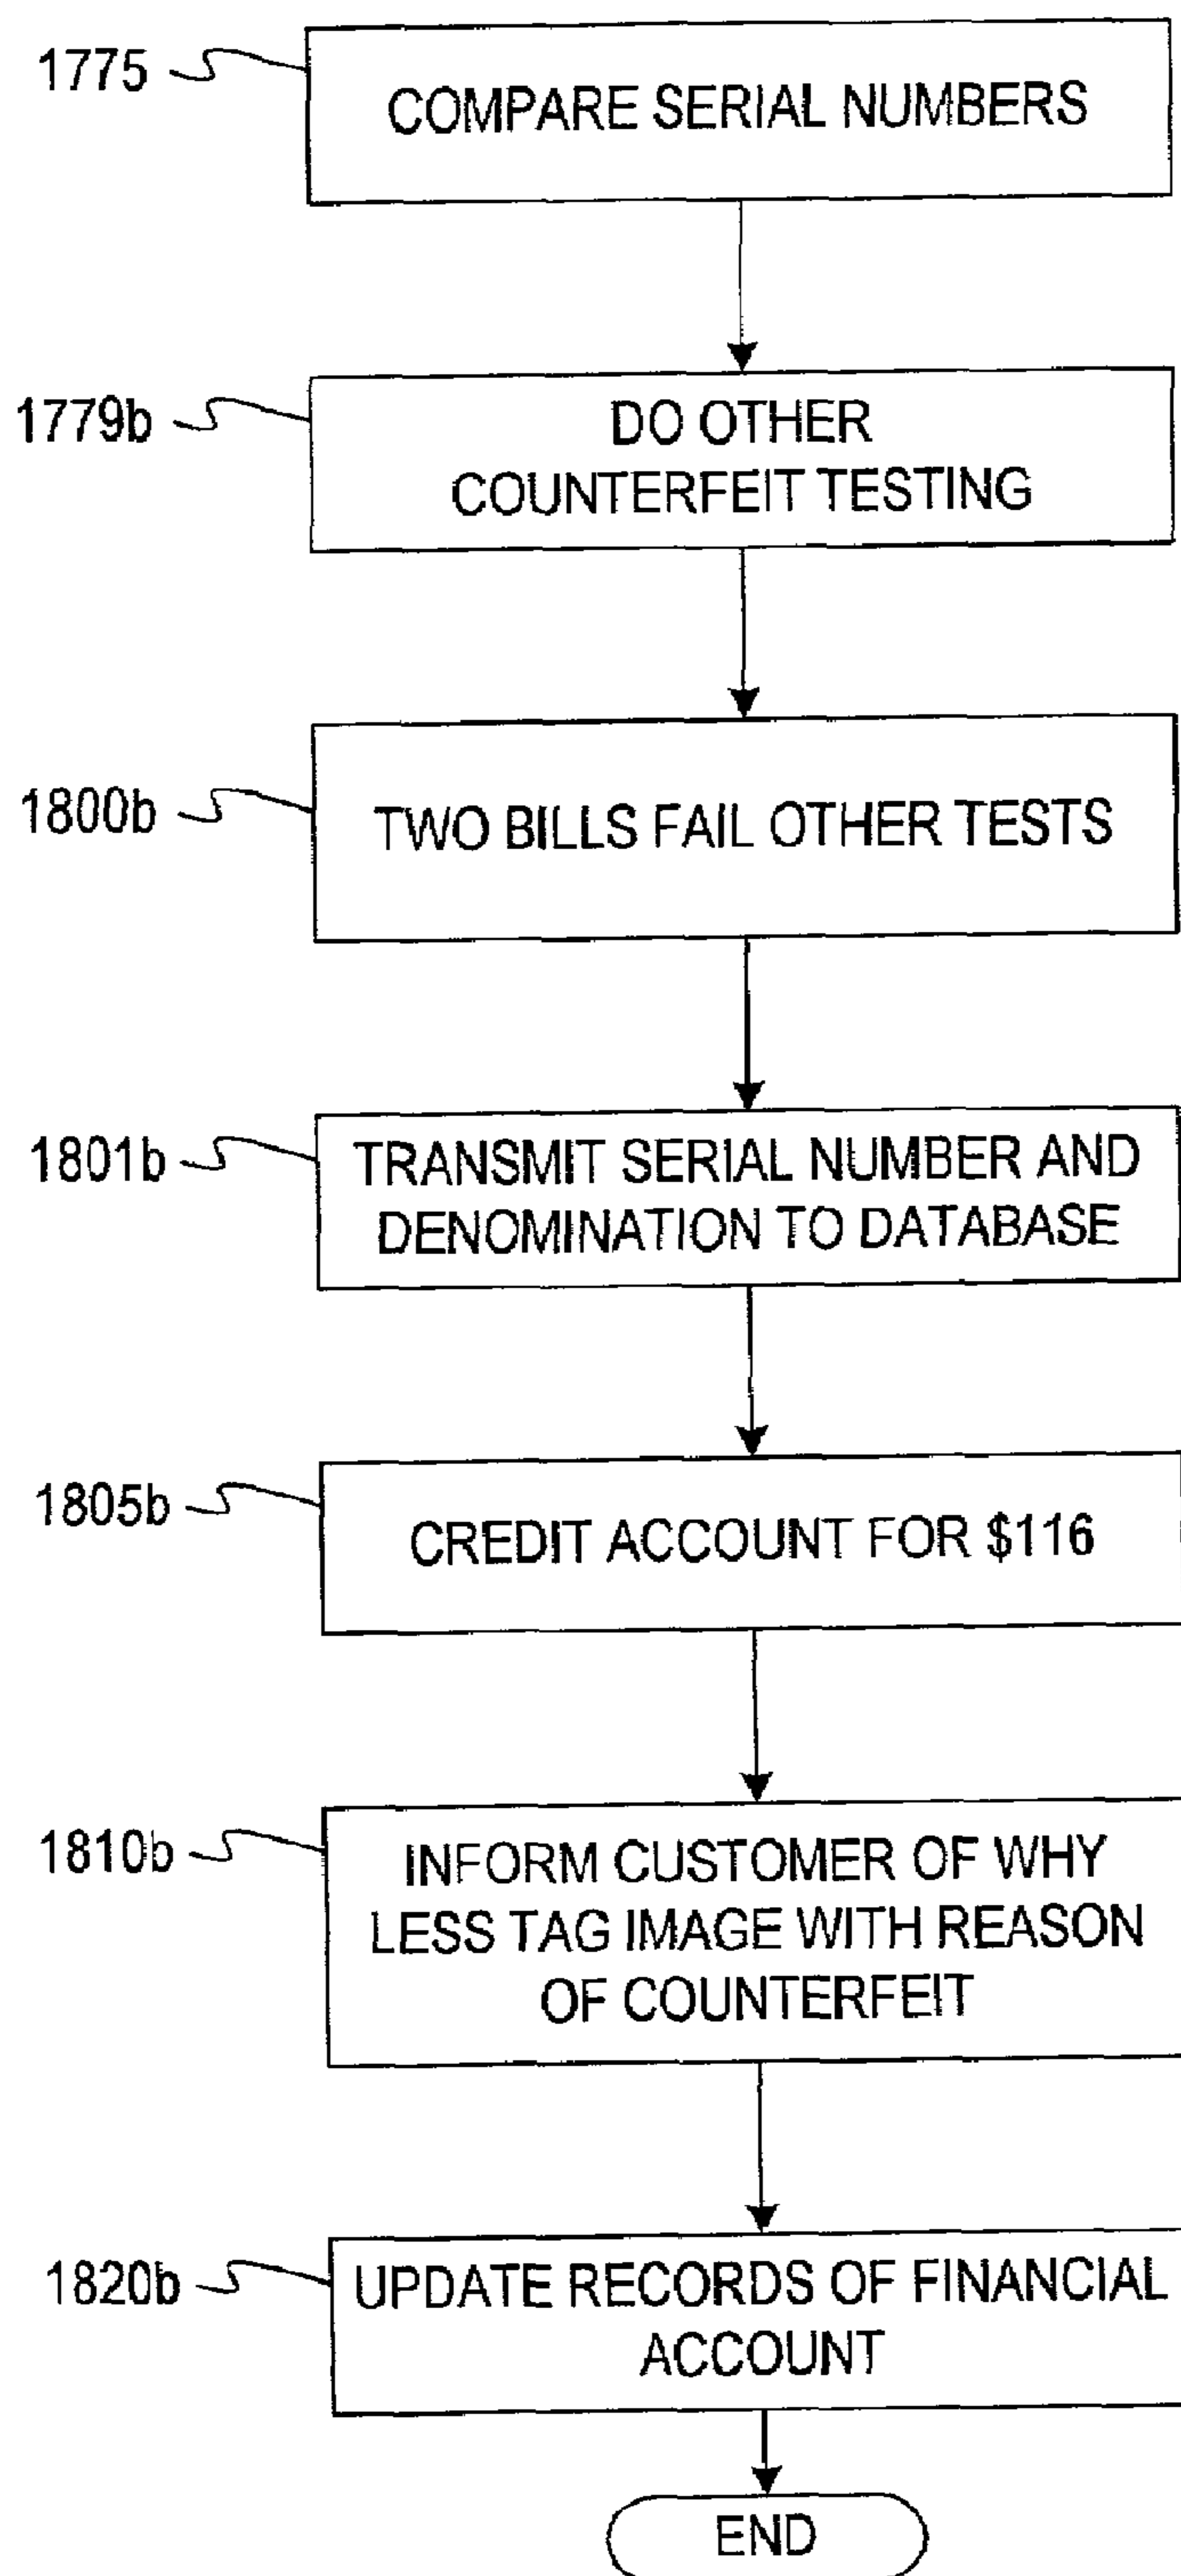 1775
COMPARE SERIAL NUMBERS
1779b
DO OTHER
COUNTERFEIT TESTING
1800b
TWO BILLS FAIL OTHER TESTS
1801b
TRANSMIT SERIAL NUMBER AND
DENOMINATION TO DATABASE
1805b
CREDIT ACCOUNT FOR $116
1810b
INFORM CUSTOMER OF WHY
LESS TAG IMAGE WITH REASON
OF COUNTERFEIT
1820b
UPDATE RECORDS OF FINANCIAL
ACCOUNT
END